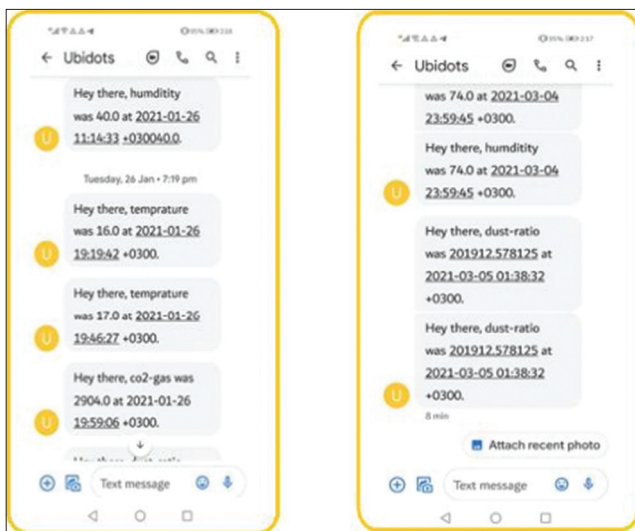 Ubidots
Hey there, humditity
was 40.0 at 2021-01-26
11:14:33 +030040.0.
Tuesday, 26 Jan • 7:19 pm
Hey there, temprature
was 16.0 at 2021-01-26
19:19:42 +0300.
U
Hey there, temprature
was 17.0 at 2021-01-26
19:46:27 +0300.
U
Hey there, co2-gas was
2904.0 at 2021-01-26
19:59:06 +0300.
U
Text message
Ubidots
was 74.0 at 2021-03-04
23:59:45 +0300.
Hey there, humditity
was 74.0 at 2021-03-04
23:59:45 +0300.
U
Hey there, dust-ratio
was 201912.578125 at
2021-03-05 01:38:32
+0300.
Hey there, dust-ratio
was 201912.578125 at
2021-03-05 01:38:32
+0300.
U
8 min
Attach recent photo
Text message